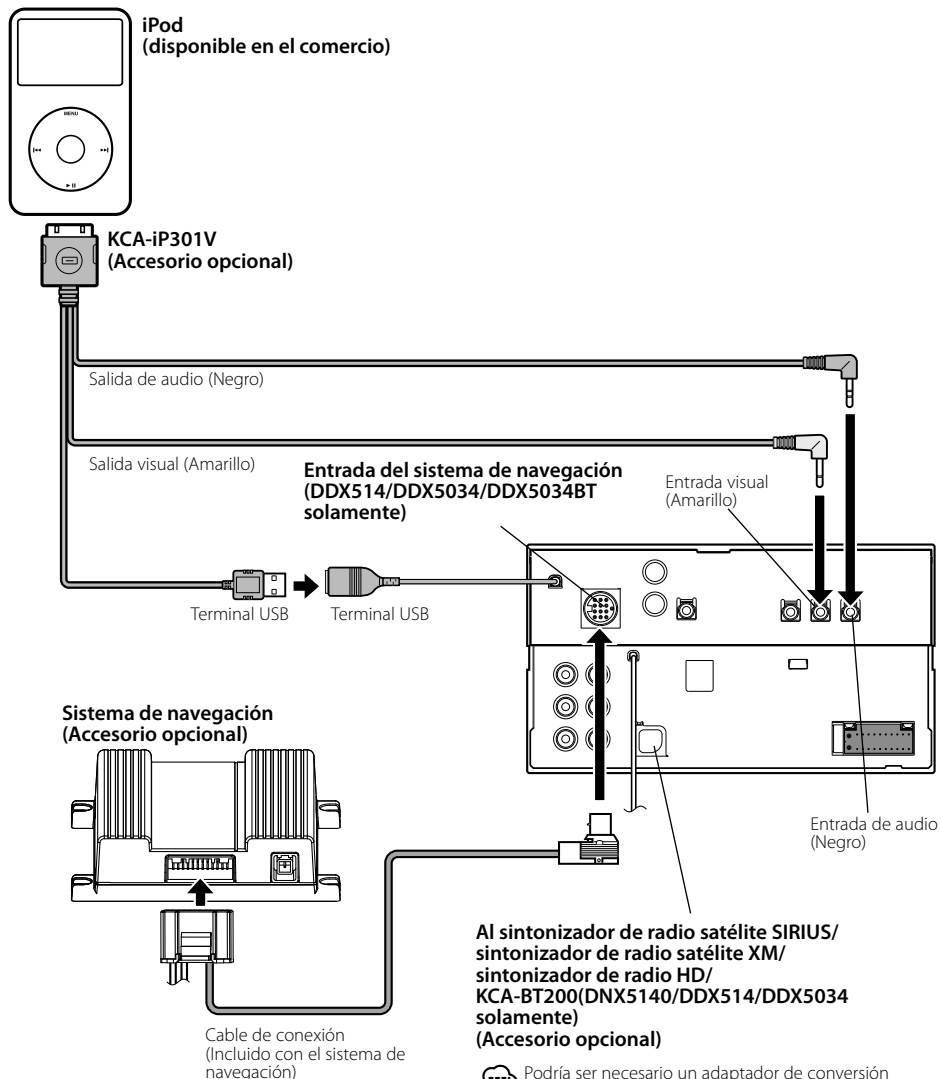 iPod
(disponible en el comercio)
MENU
KCA-iP301V
(Accesorio opcional)
Salida de audio (Negro)
Salida visual (Amarillo)
Entrada del sistema de navegación
(DDX514/DDX5034/DDX5034BT
solamente)
Entrada visual
(Amarillo)
Terminal USB
Terminal USB
Sistema de navegación
(Accesorio opcional)
Entrada de audio
(Negro)
Al sintonizador de radio satélite SIRIUS/
sintonizador de radio satélite XM/
sintonizador de radio HD/
KCA-BT200(DNX5140/DDX514/DDX5034
solamente)
(Accesorio opcional)
Cable de conexión
(Incluido con el sistema de
navegación)
Podría ser necesario un adaptador de conversión